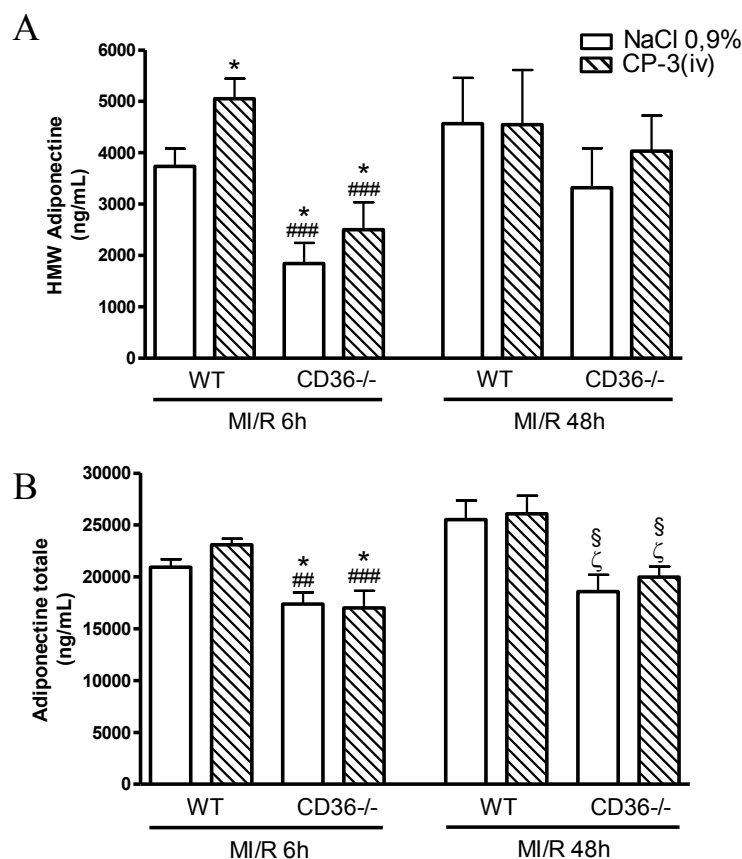 A
NaCl 0,9%
CP-3(iv)
HMW Adiponectine
(ng/mL)
6000
5000
4000
3000
2000
1000
0
*
*
###
*
###
WT
CD36-/-
WT
CD36-/-
MI/R 6h
MI/R 48h
B
Adiponectine totale
(ng/mL)
30000
25000
20000
15000
10000
5000
0
*
##
*
###
§
ζ
§
ζ
WT
CD36-/-
WT
CD36-/-
MI/R 6h
MI/R 48h